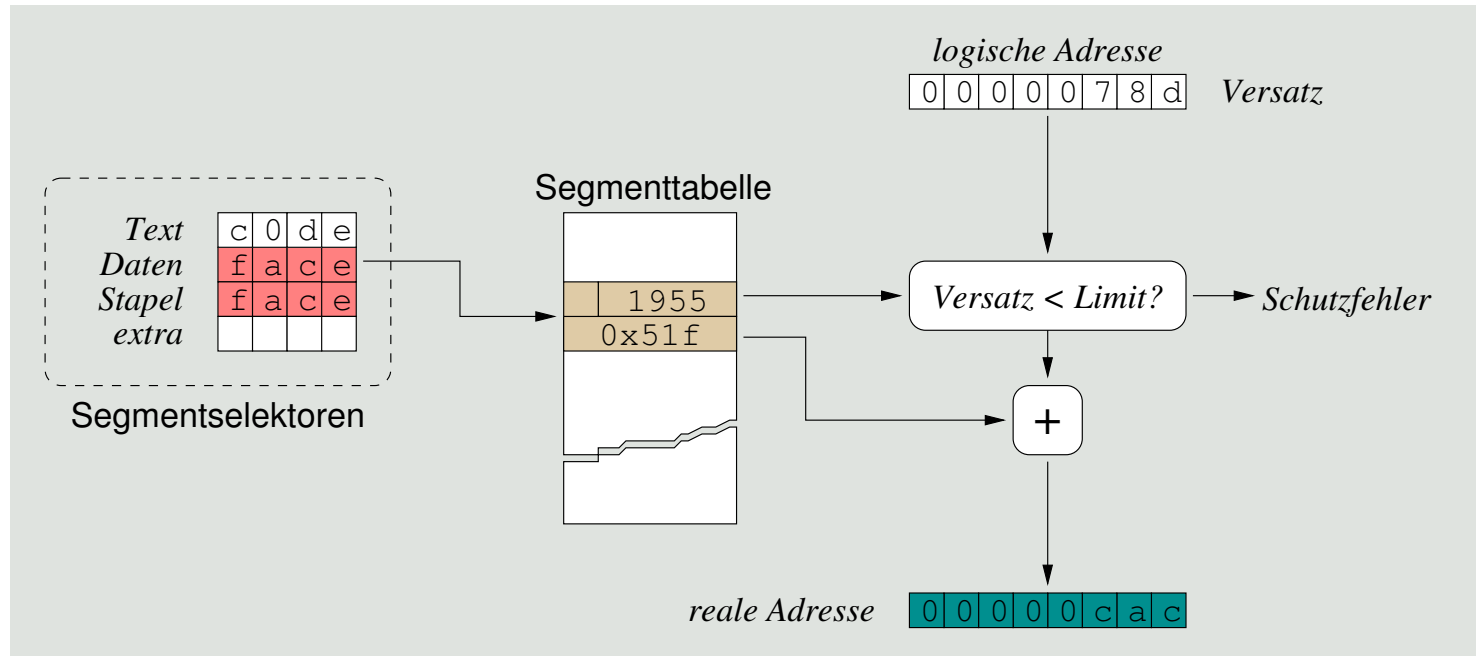 logische Adresse
0 0 0 0 0 7 8 d Versatz
Segmenttabelle
Text c 0 d e
Daten f a c e
Stapel f a c e
extra
Segmentselektoren
1955
0x51f
Versatz < Limit?
Schutzfehler
+
reale Adresse 0 0 0 0 0 c a c